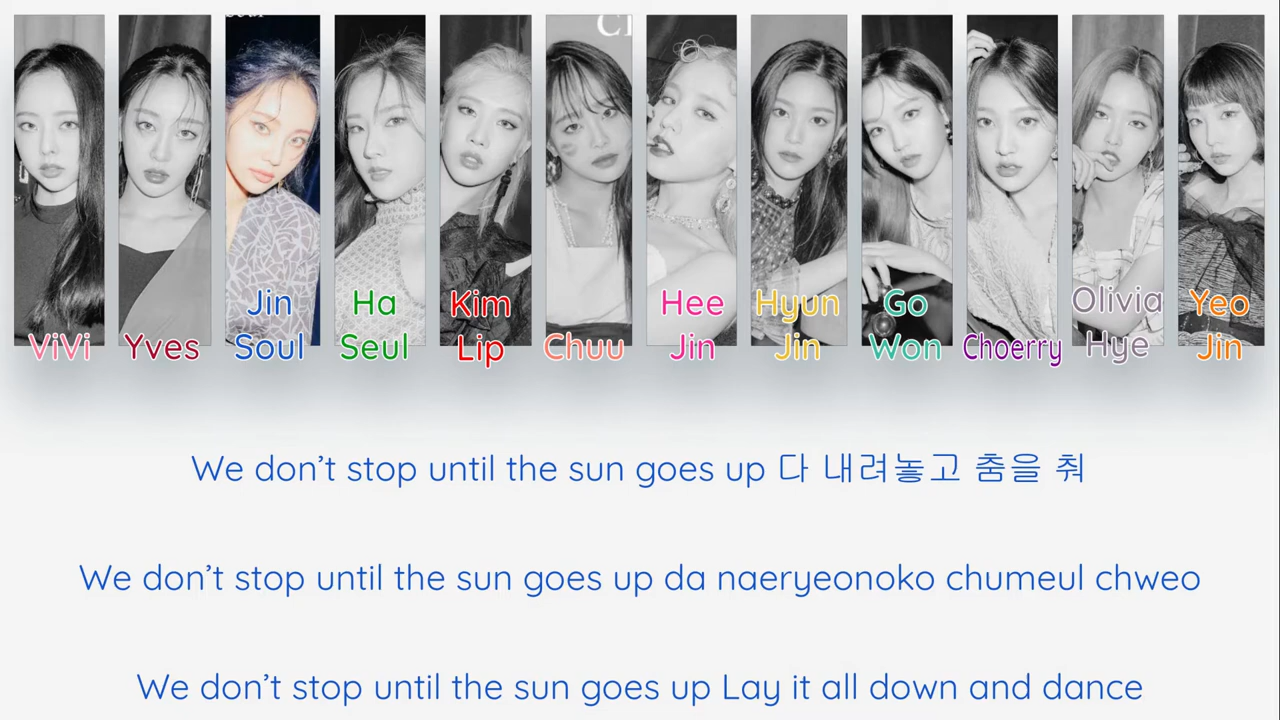 ViVi
Yves
Jin
Soul
Ha
Seul
Kim
Lip
Chuu
Hee
Jin
Hyun
Jin
Go
Won
Choerry
Olivia
Hye
Yeo
Jin
We don't stop until the sun goes up 다 내려놓고 춤을 춰
We don't stop until the sun goes up da naeryeonoko chumeul chweo
We don't stop until the sun goes up Lay it all down and dance